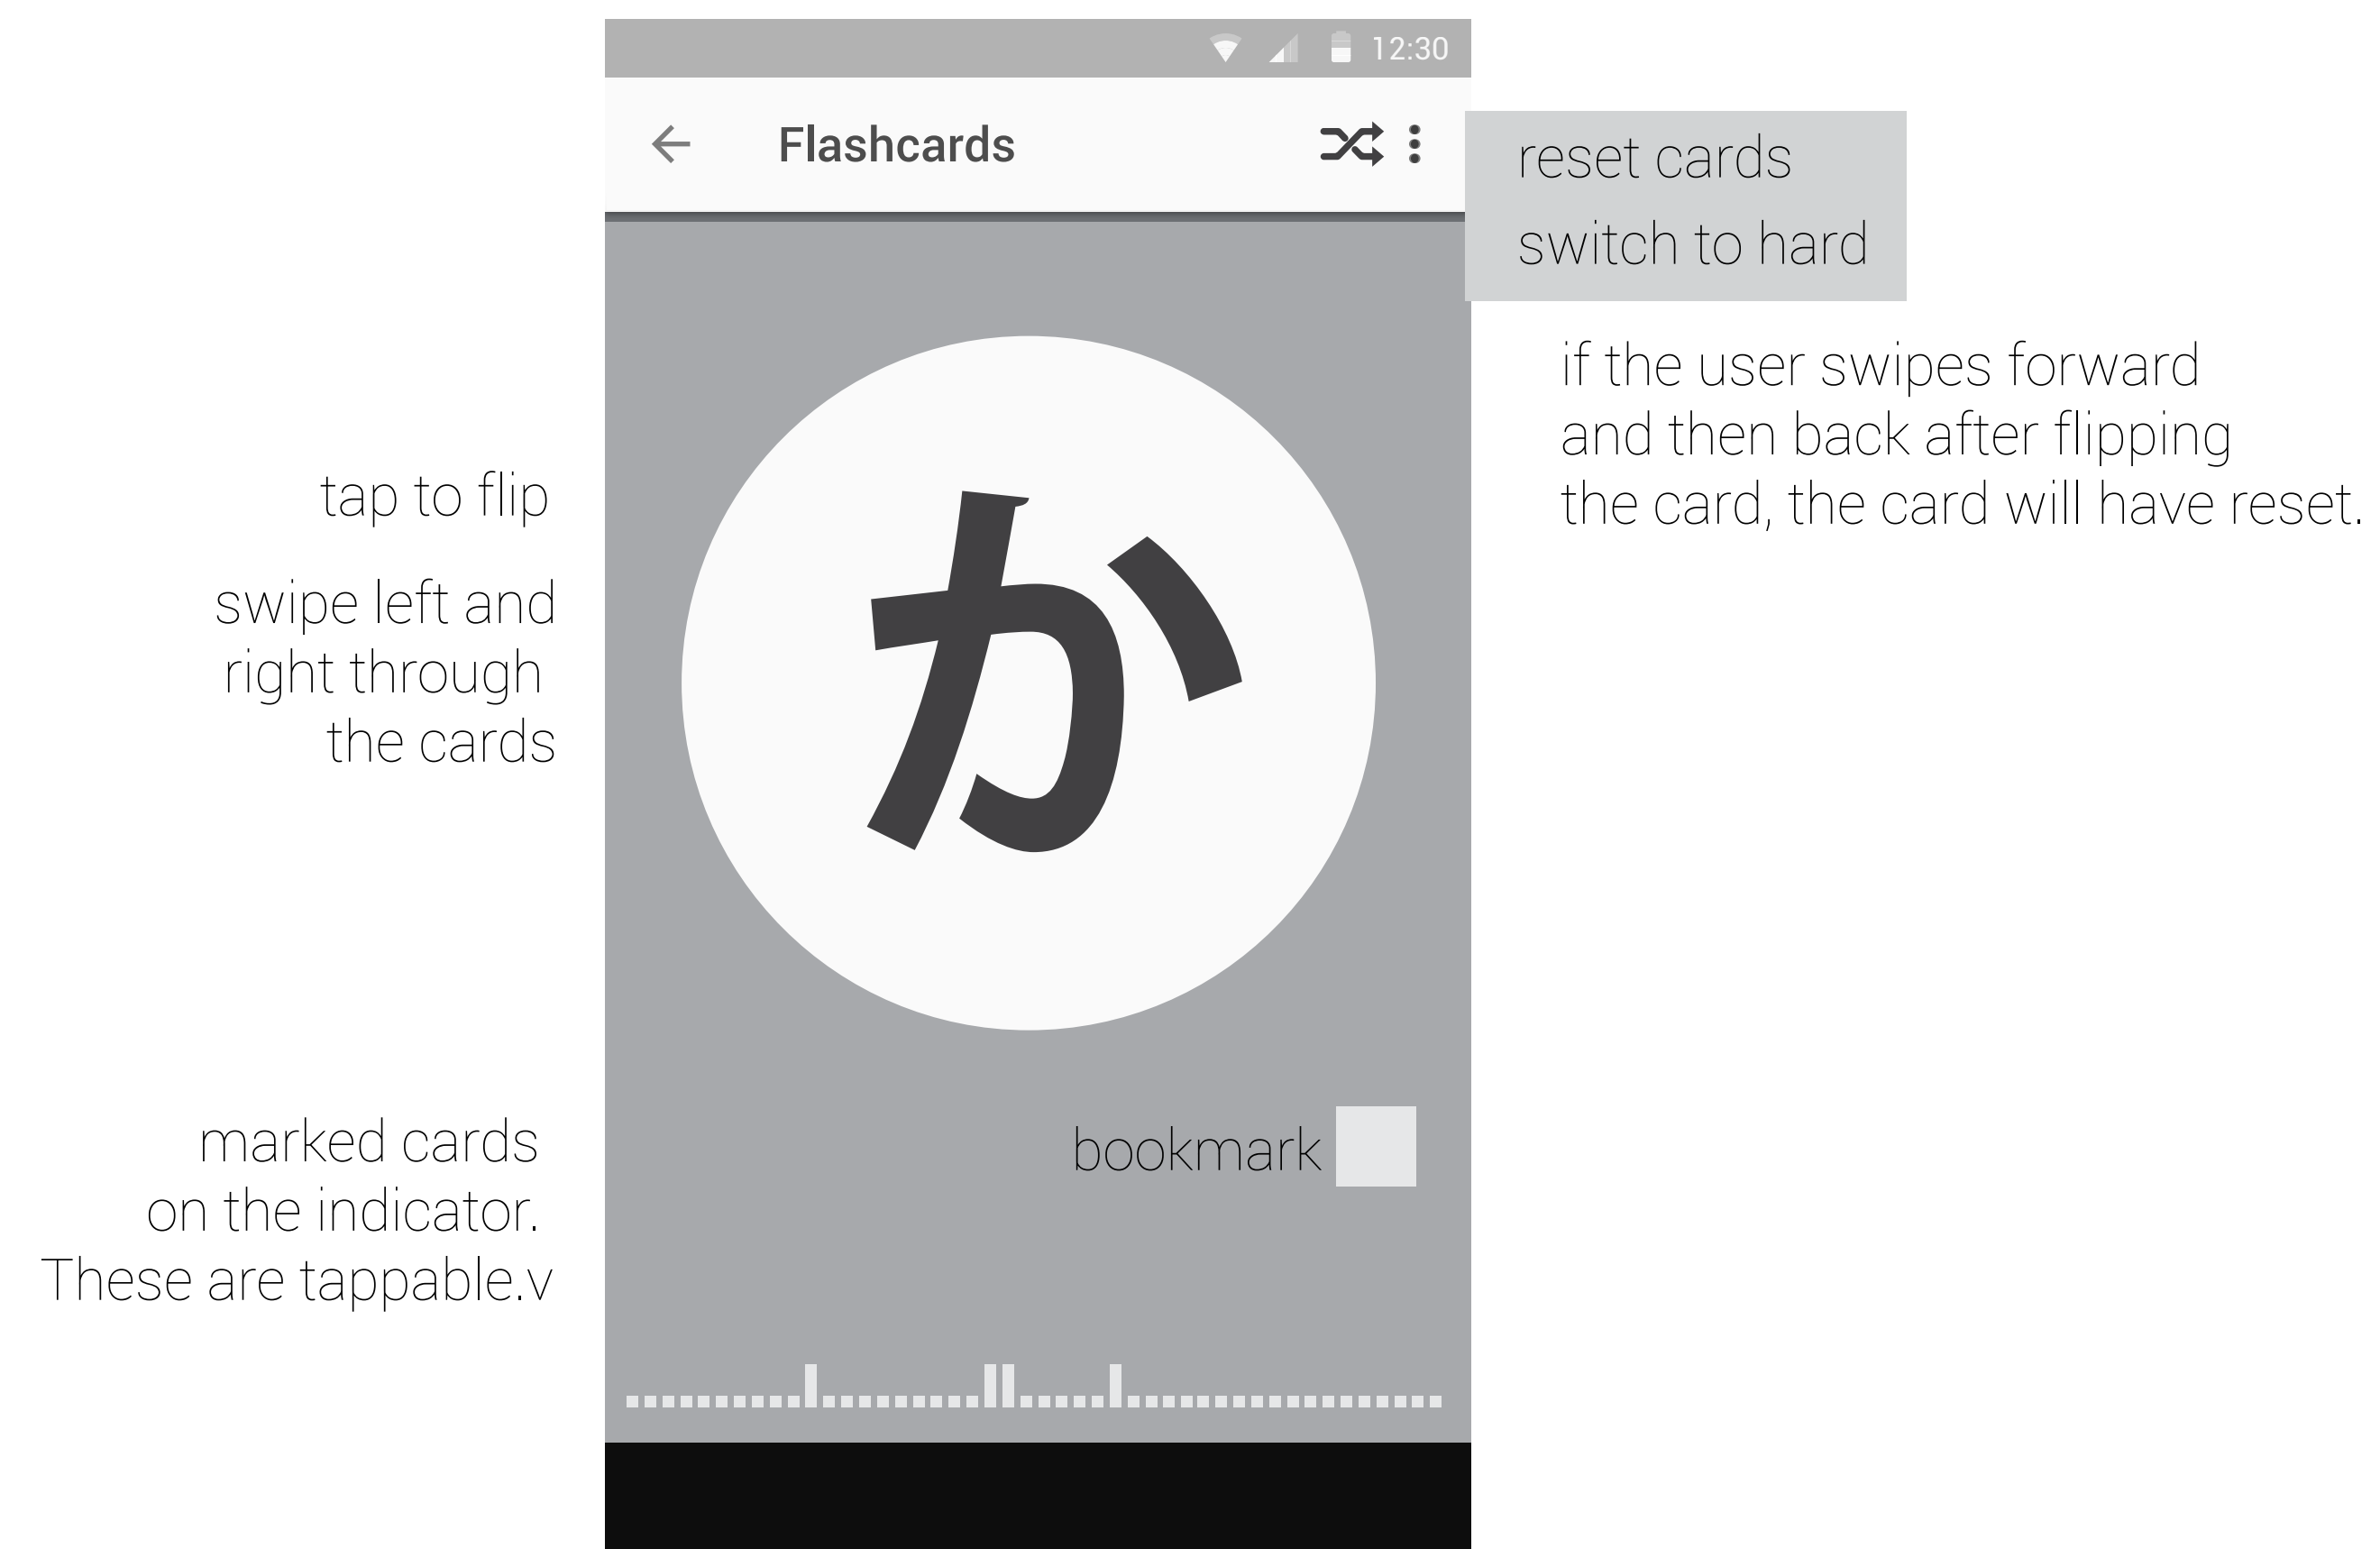 12:30
Flashcards
reset cards
switch to hard
if the user swipes forward
and then back after flipping
the card, the card will have reset.
tap to flip
swipe left and
right through
the cards
か
marked cards
on the indicator.
These are tappable.v
bookmark